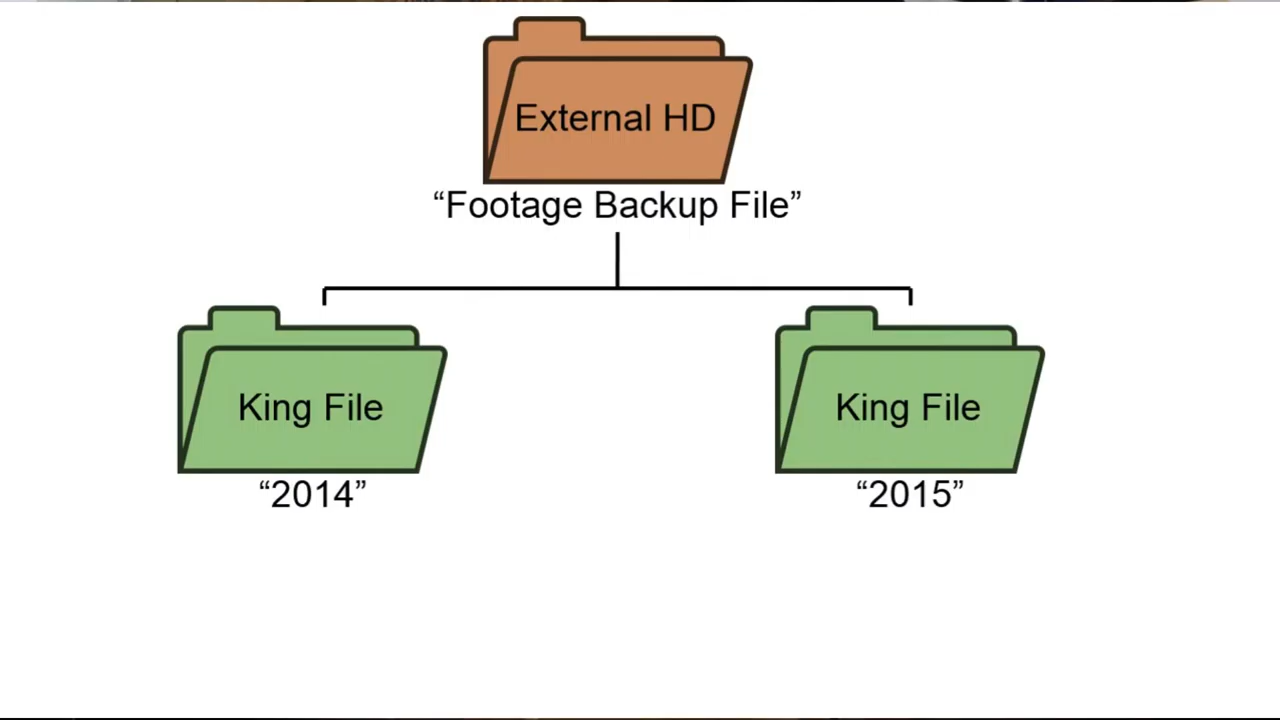 External HD
“Footage Backup File”
King File
King File
“2014”
“2015”